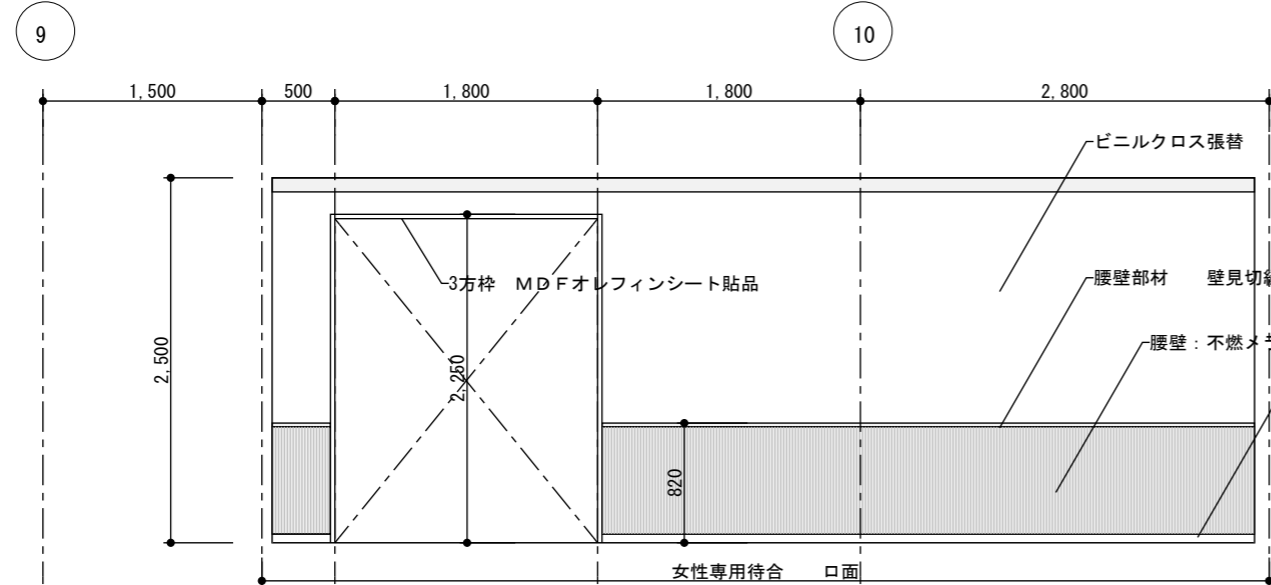 9
10
1,500 500 1,800 1,800 2,800
ビニルクロス張替
3方枠 MDFオレフィンシート貼品
腰壁部材 壁見切
2,500
2,250
腰壁：不燃メ
820
女性専用待合 ロ面